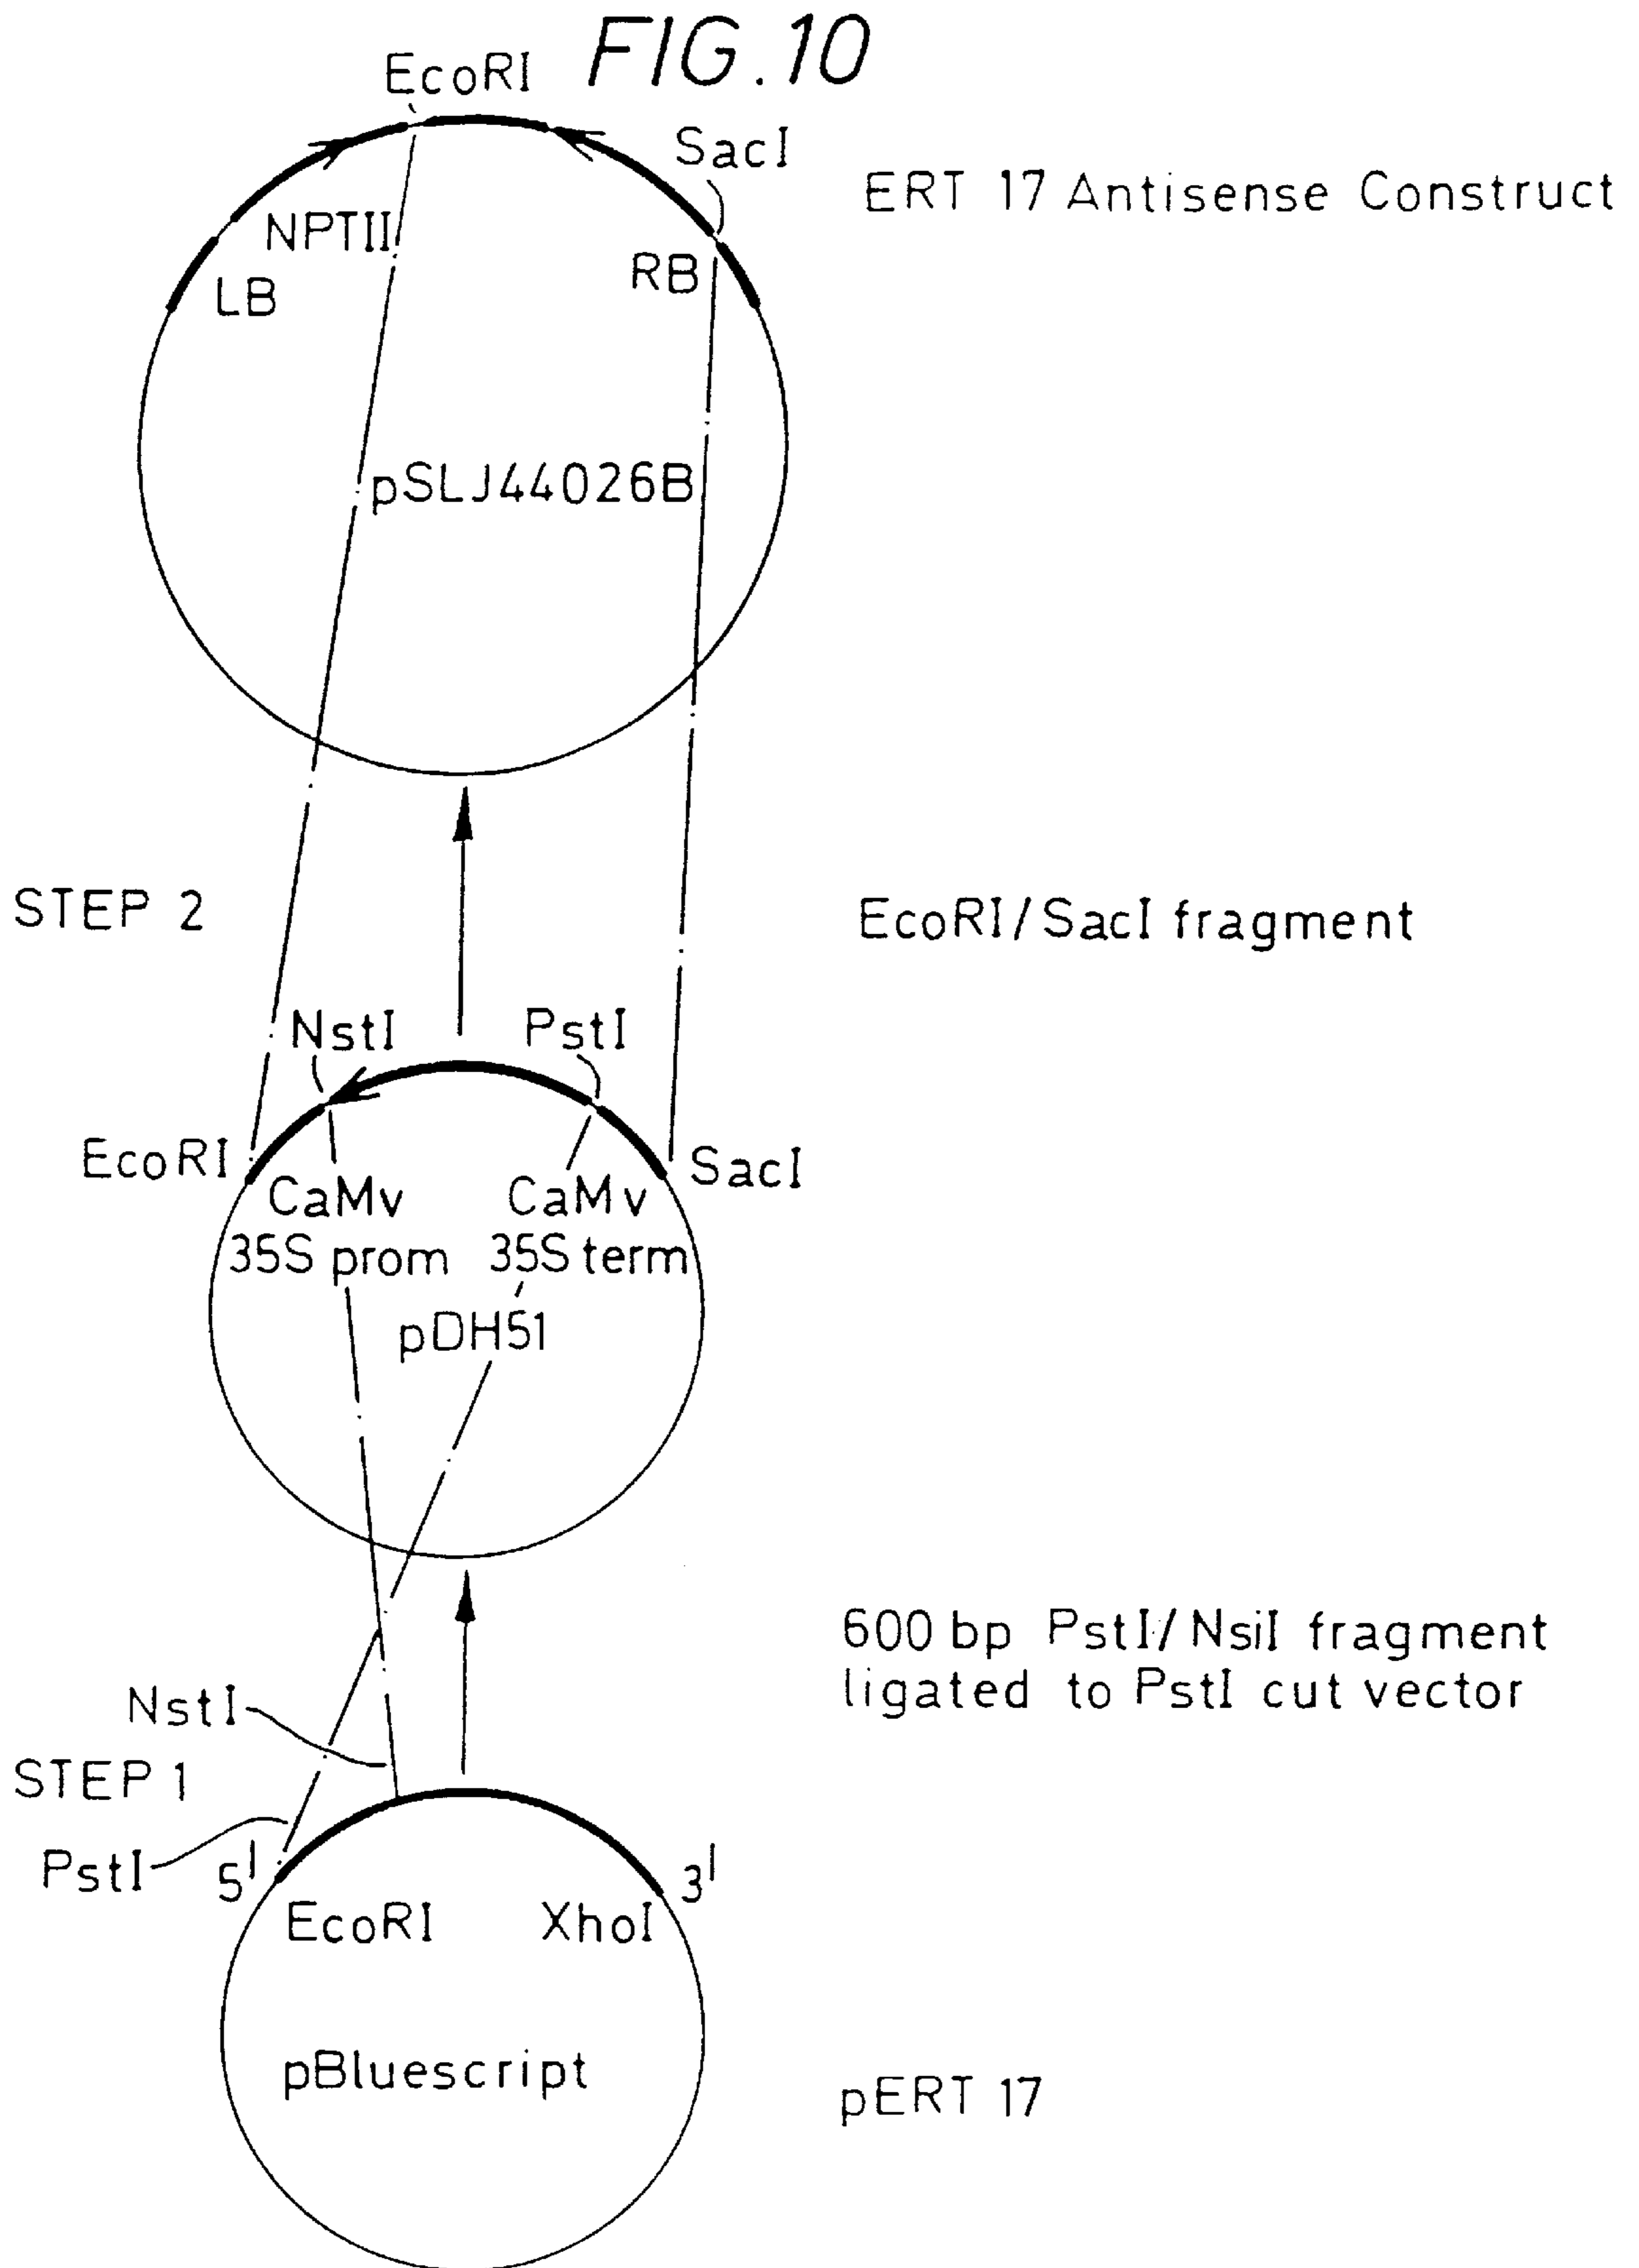 FIG. 10
EcoRI
SacI
ERT 17 Antisense Construct
NPTII
RB
LB
pSLJ44026B
STEP 2
EcoRI/SacI fragment
NstI
PstI
EcoRI
SacI
CaMv
35S prom
CaMv
35S term
pDH51
600 bp PstI/NsiI fragment
ligated to PstI cut vector
NstI
STEP 1
PstI
5'
3'
EcoRI
XhoI
pBluescript
pERT 17